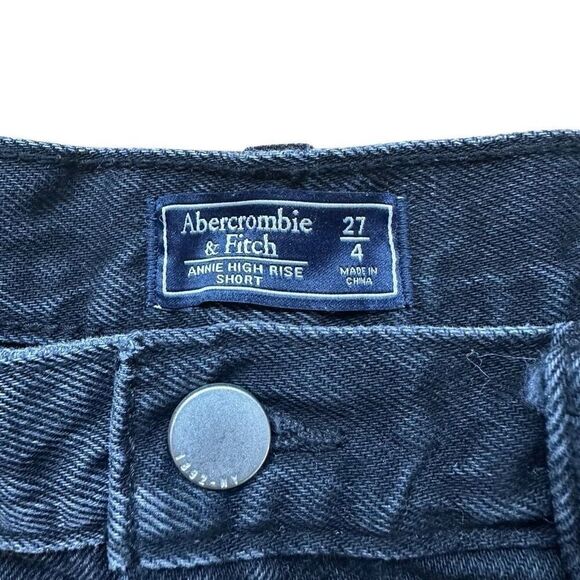 Abercrombie
& Fitch
ANNIE HIGH RISE
SHORT
27
4
MADE IN
CHINA